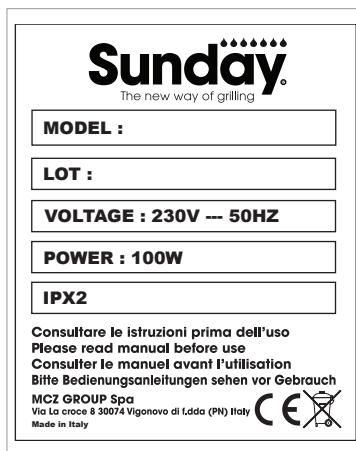 Sunday®
The new way of grilling
MODEL :
LOT :
VOLTAGE : 230V --- 50HZ
POWER : 100W
IPX2
Consultare le istruzioni prima dell'uso
Please read manual before use
Consulter le manuel avant l'utilisation
Bitte Bedienungsanleitungen sehen vor Gebrauch
MCZ GROUP Spa
Via La croce 8 30074 Vigonovo di f.dda (PN) Italy
Made in Italy
CE